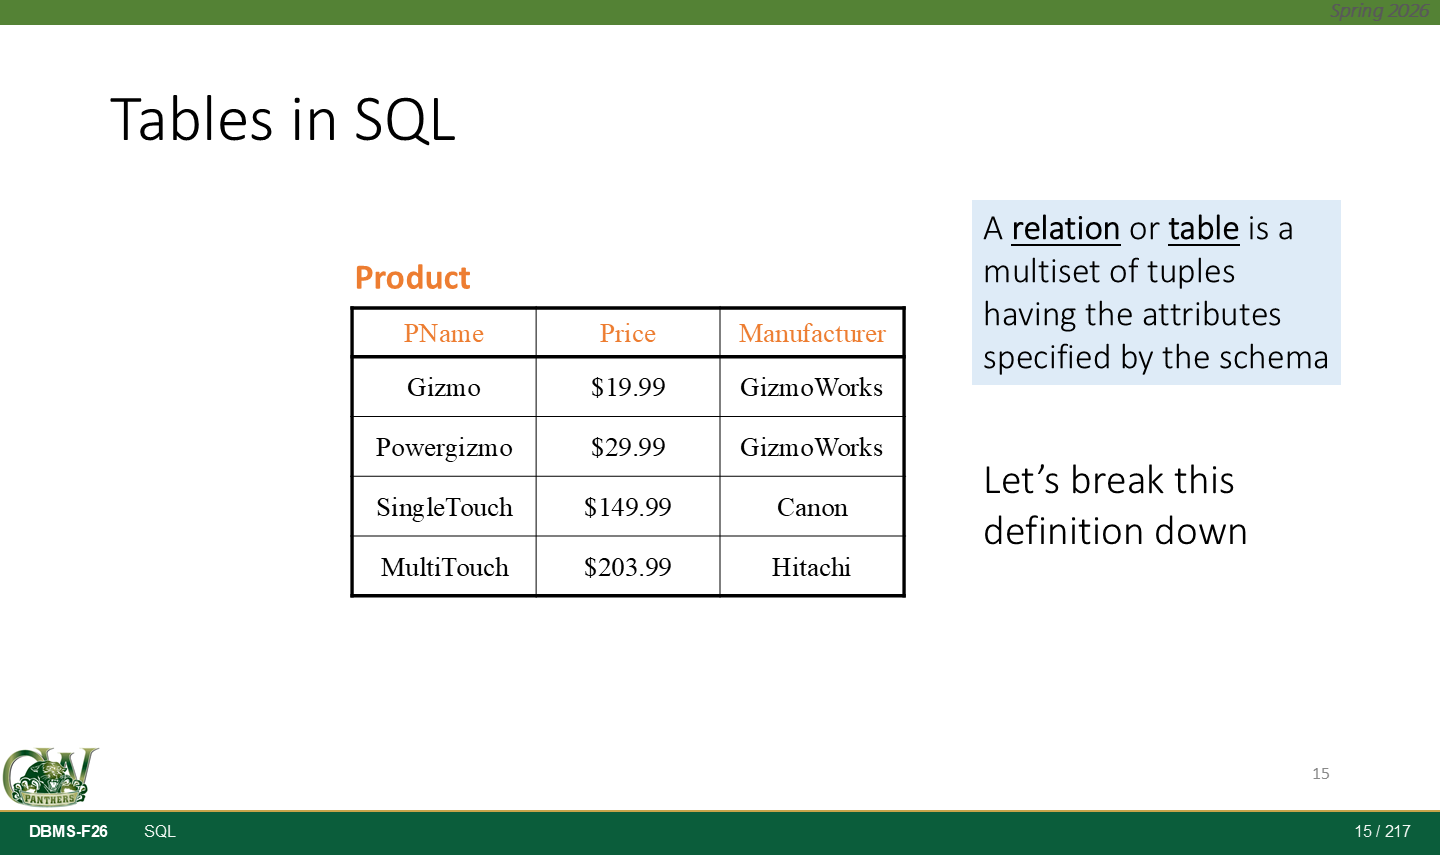 Spring 2026
Tables in SQL
Product
PName Price Manufacturer
Gizmo $19.99 GizmoWorks
Powergizmo $29.99 GizmoWorks
SingleTouch $149.99 Canon
MultiTouch $203.99 Hitachi
A relation or table is a
multiset of tuples
having the attributes
specified by the schema
Let’s break this
definition down
15
OW
PANTHERS
DBMS-F26 SQL 15 / 217